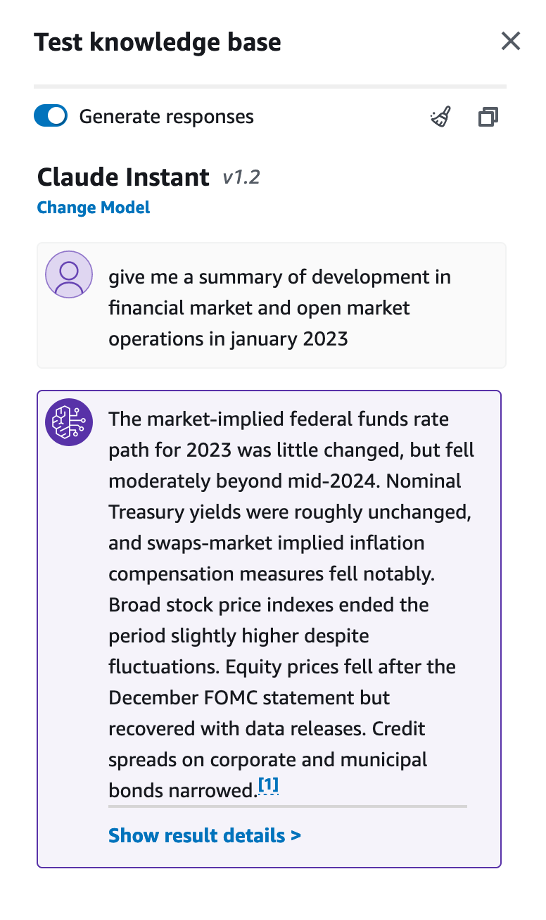 Test knowledge base
Generate responses
Claude Instant v1.2
Change Model
give me a summary of development in
financial market and open market
operations in january 2023
The market-implied federal funds rate
path for 2023 was little changed, but fell
moderately beyond mid-2024. Nominal
Treasury yields were roughly unchanged,
and swaps-market implied inflation
compensation measures fell notably.
Broad stock price indexes ended the
period slightly higher despite
fluctuations. Equity prices fell after the
December FOMC statement but
recovered with data releases. Credit
spreads on corporate and municipal
bonds narrowed.[1]
Show result details >